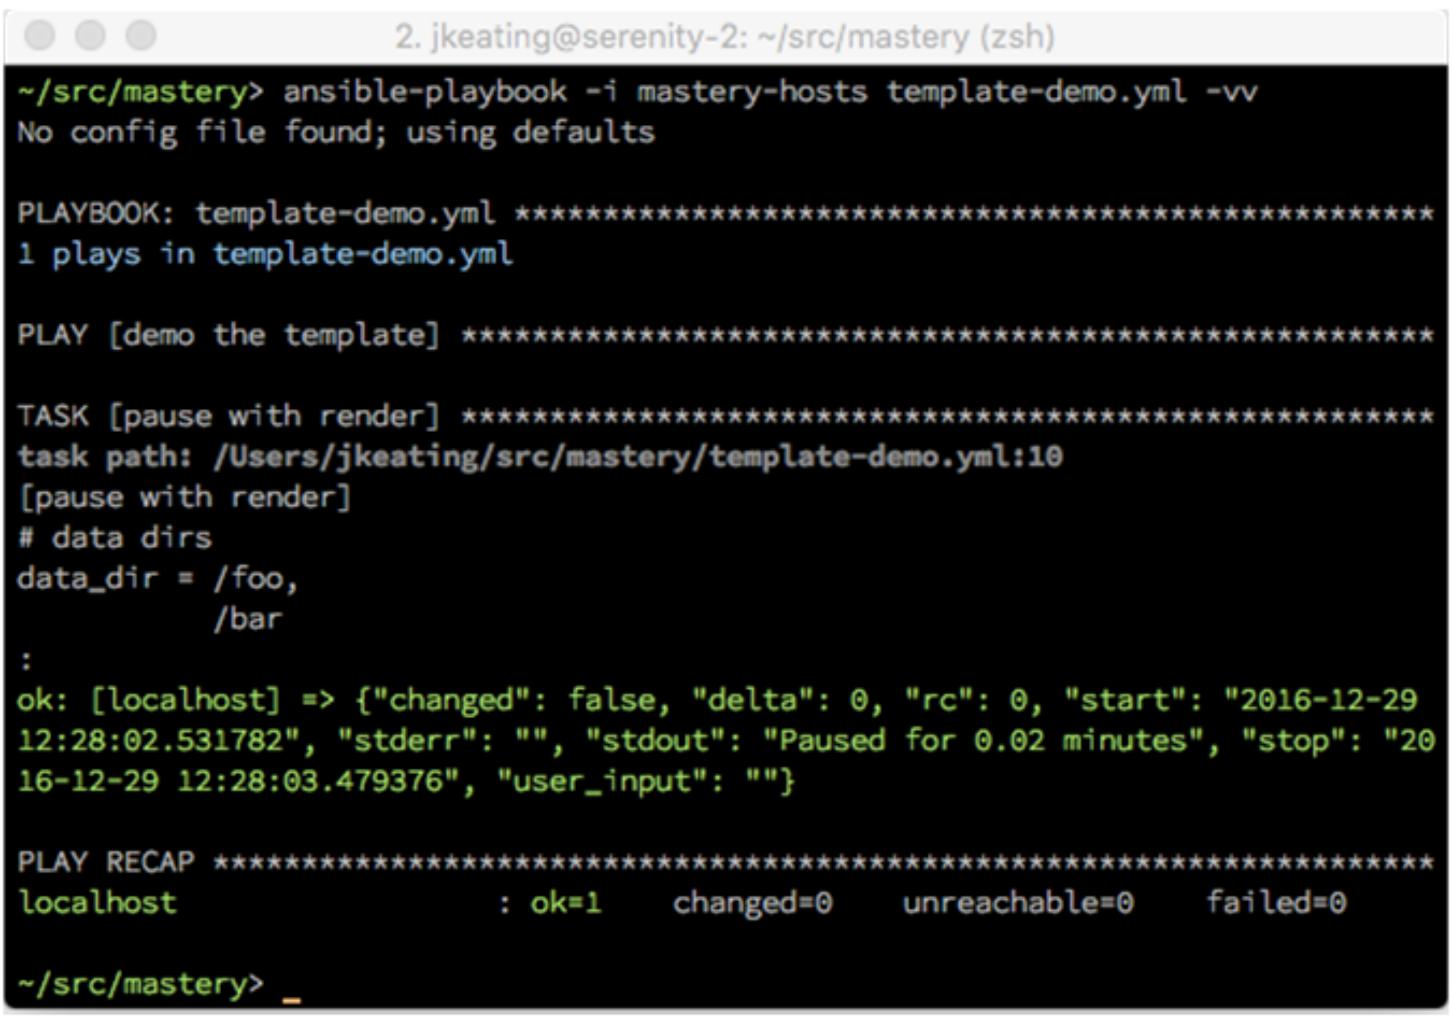 2. jkeating@serenity-2: ~/src/mastery (zsh)
~/src/mastery> ansible-playbook -i mastery-hosts template-demo.yml -vv
No config file found; using defaults
PLAYBOOK: template-demo.yml ****************************************************
1 plays in template-demo.yml
PLAY [demo the template] *******************************************************
TASK [pause with render] *******************************************************
task path: /Users/jkeating/src/mastery/template-demo.yml:10
[pause with render]
# data dirs
data_dir = /foo,
           /bar
:
ok: [localhost] => {"changed": false, "delta": 0, "rc": 0, "start": "2016-12-29
12:28:02.531782", "stderr": "", "stdout": "Paused for 0.02 minutes", "stop": "20
16-12-29 12:28:03.479376", "user_input": ""}
PLAY RECAP *********************************************************************
localhost                  : ok=1    changed=0    unreachable=0    failed=0
~/src/mastery> _